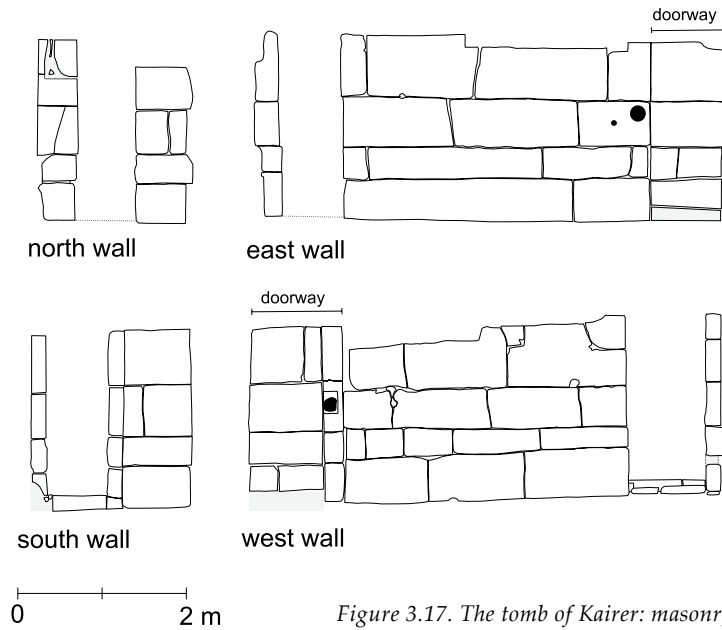 doorway
north wall
east wall
doorway
south wall
west wall
0
2 m
Figure 3.17. The tomb of Kairer: masonry